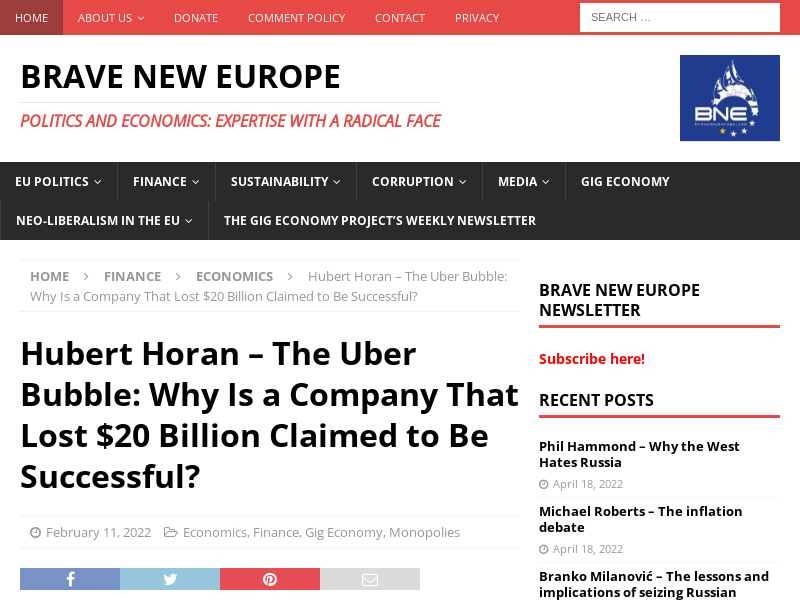 HOME ABOUT US DONATE COMMENT POLICY CONTACT PRIVACY SEARCH …
BRAVE NEW EUROPE
POLITICS AND ECONOMICS: EXPERTISE WITH A RADICAL FACE
BNE
EU POLITICS FINANCE SUSTAINABILITY CORRUPTION MEDIA GIG ECONOMY
NEO-LIBERALISM IN THE EU THE GIG ECONOMY PROJECT'S WEEKLY NEWSLETTER
HOME > FINANCE > ECONOMICS > Hubert Horan – The Uber Bubble:
Why Is a Company That Lost $20 Billion Claimed to Be Successful?
Hubert Horan – The Uber
Bubble: Why Is a Company That
Lost $20 Billion Claimed to Be
Successful?
February 11, 2022 Economics, Finance, Gig Economy, Monopolies
BRAVE NEW EUROPE
NEWSLETTER
Subscribe here!
RECENT POSTS
Phil Hammond – Why the West
Hates Russia
April 18, 2022
Michael Roberts – The inflation
debate
April 18, 2022
Branko Milanović – The lessons and
implications of seizing Russian